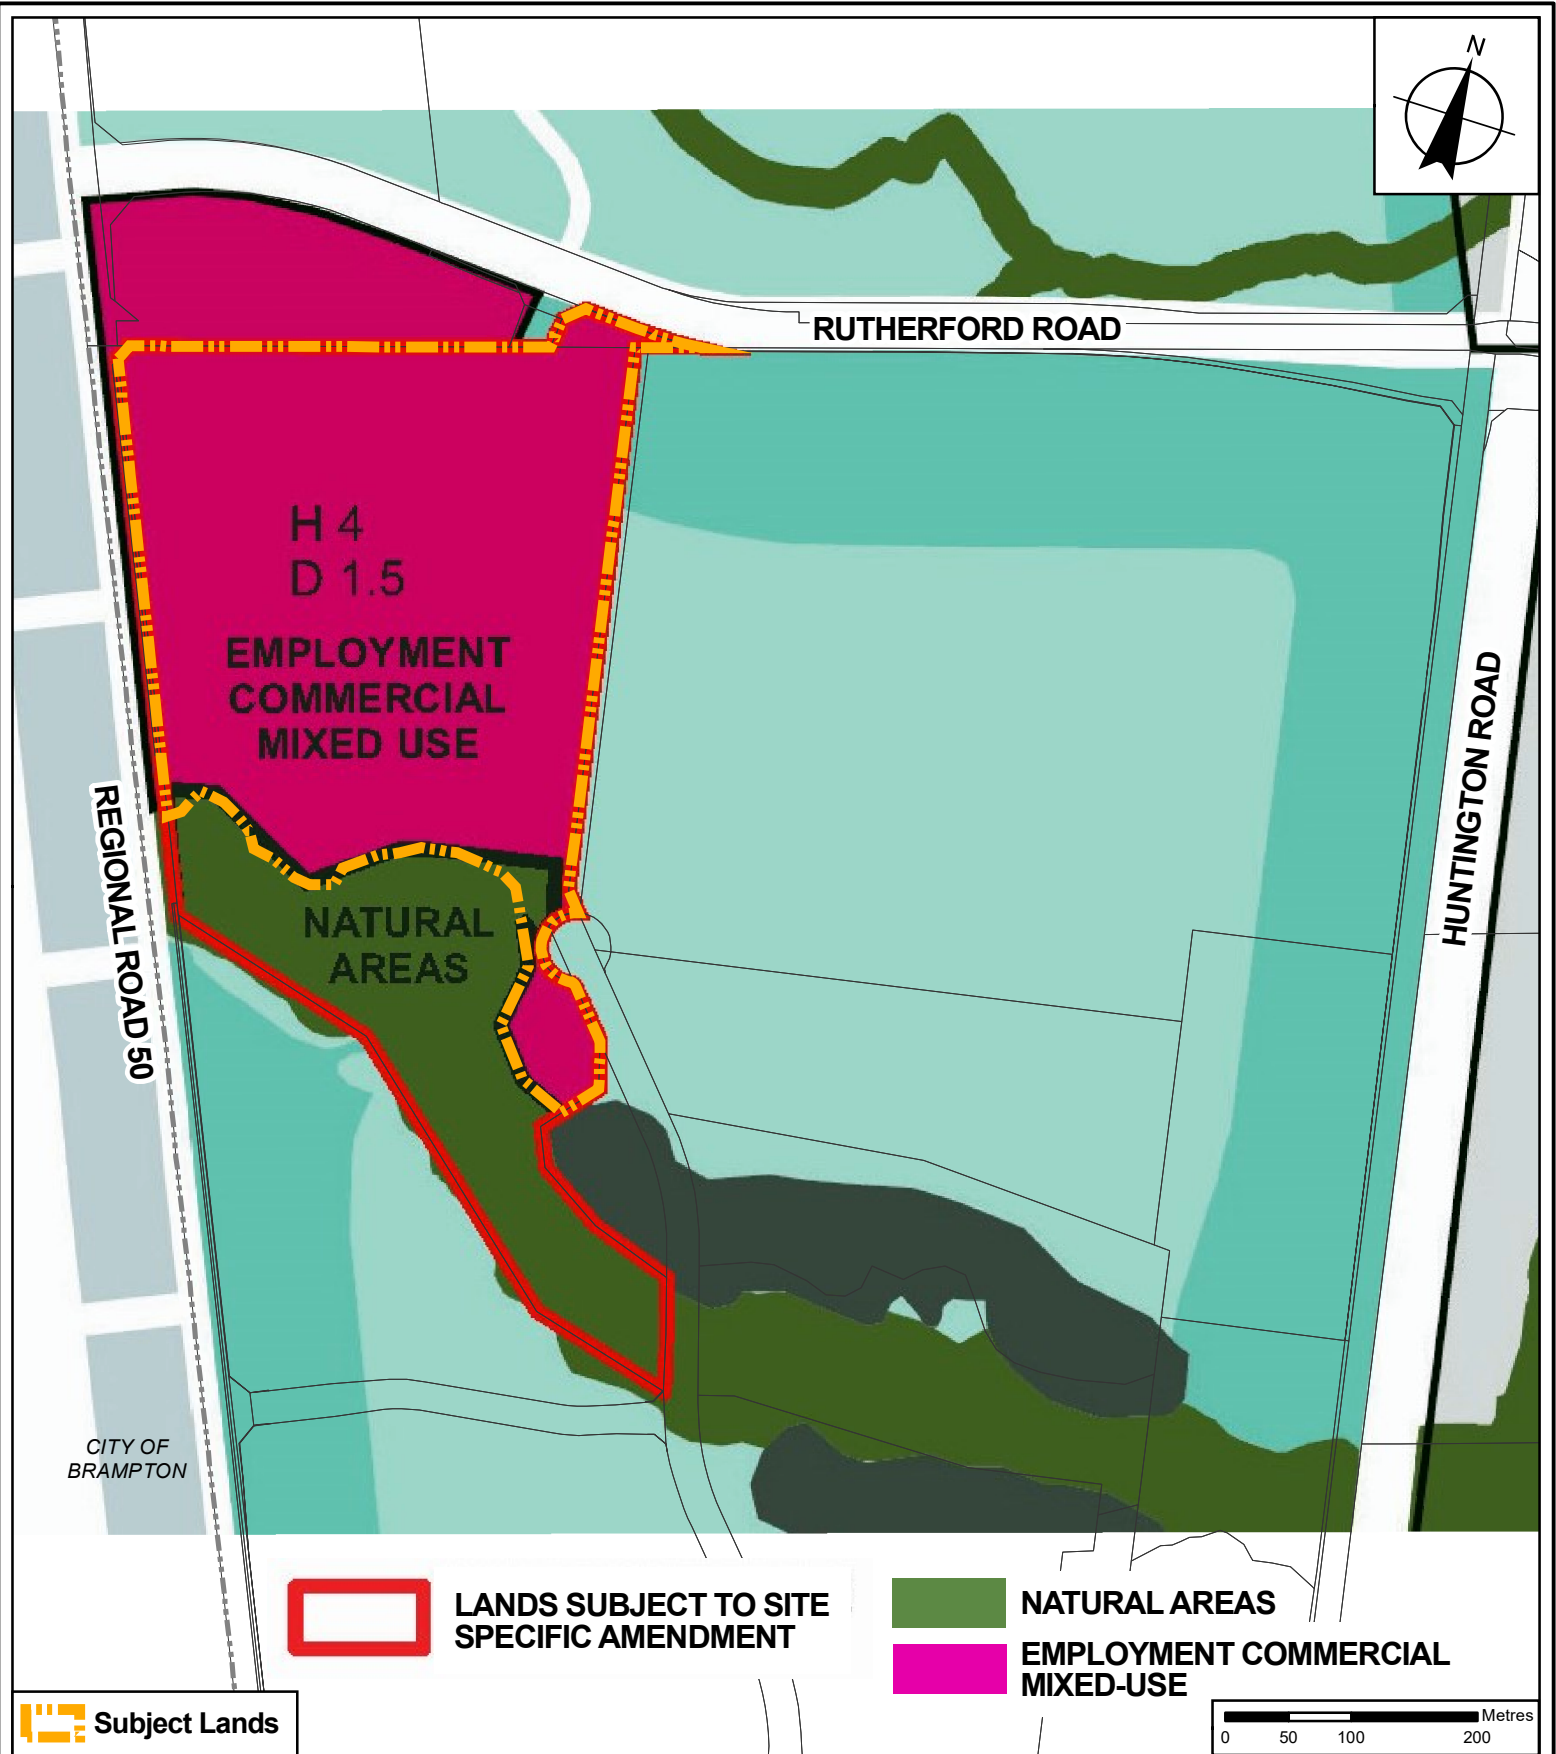 N
RUTHERFORD ROAD
H 4
D 1.5
EMPLOYMENT
COMMERCIAL
MIXED USE
HUNTINGTON ROAD
REGIONAL ROAD 50
NATURAL
AREAS
CITY OF
BRAMPTON
LANDS SUBJECT TO SITE
SPECIFIC AMENDMENT
NATURAL AREAS
EMPLOYMENT COMMERCIAL
MIXED-USE
Subject Lands
Metres
0 50 100 200